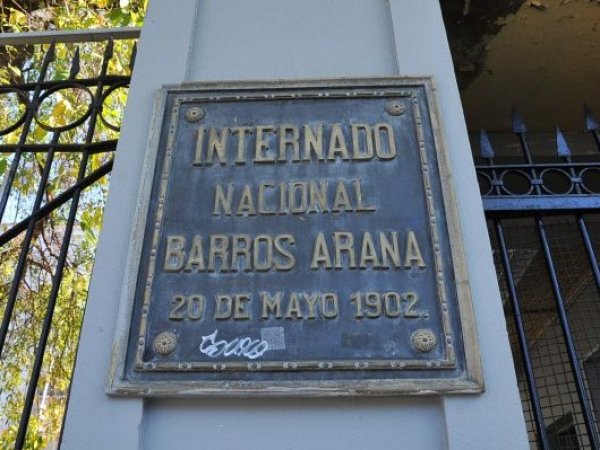 INTERNADO
NACIONAL
BARROS ARANA
20 DE MAYO 1902.